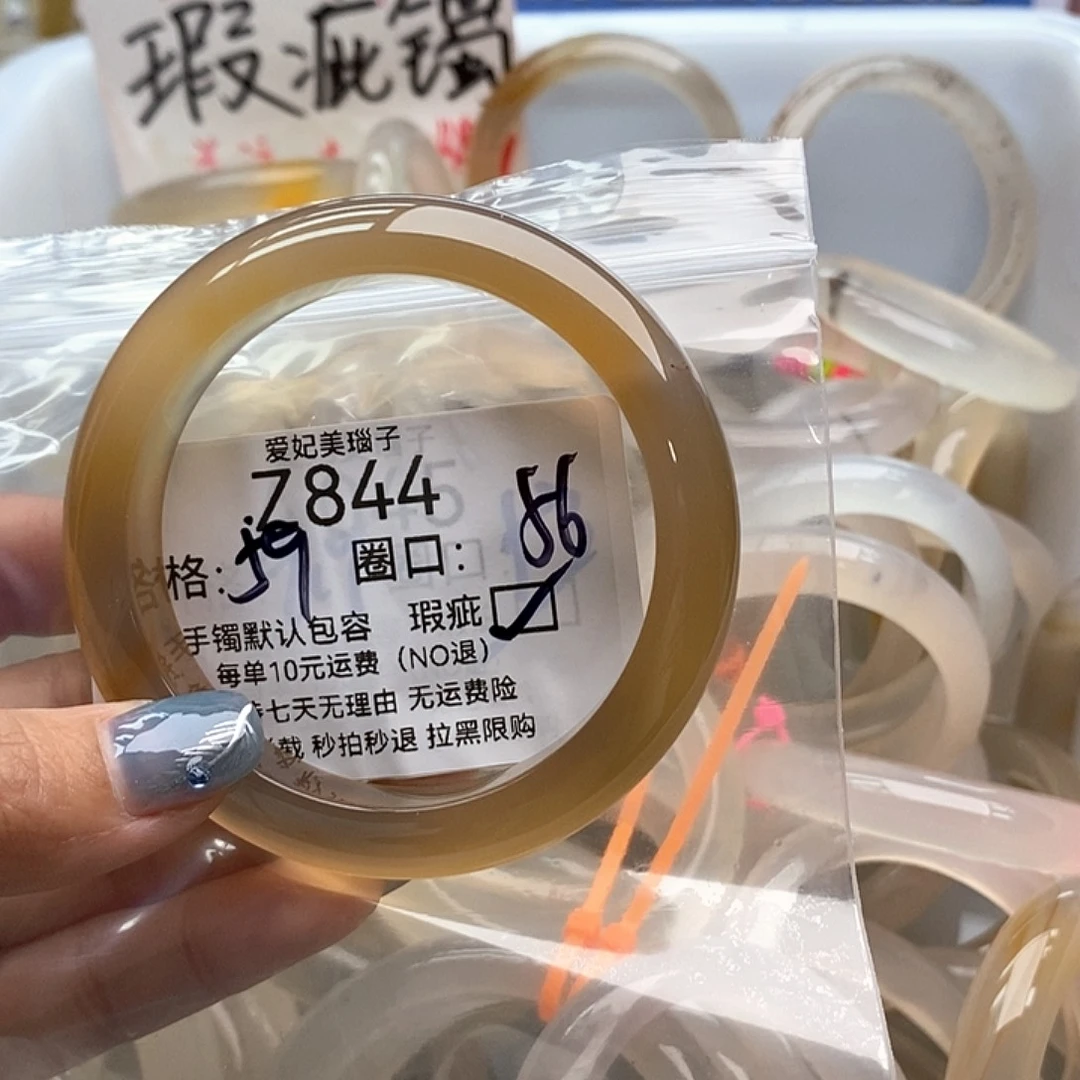 瑕疵镯
爱妃美瑙子
Z844
格：59 圈口：56
手镯默认包容 瑕疵
每单10元运费（NO退）
七天无理由 无运费险
秒拍秒退 拉黑限购